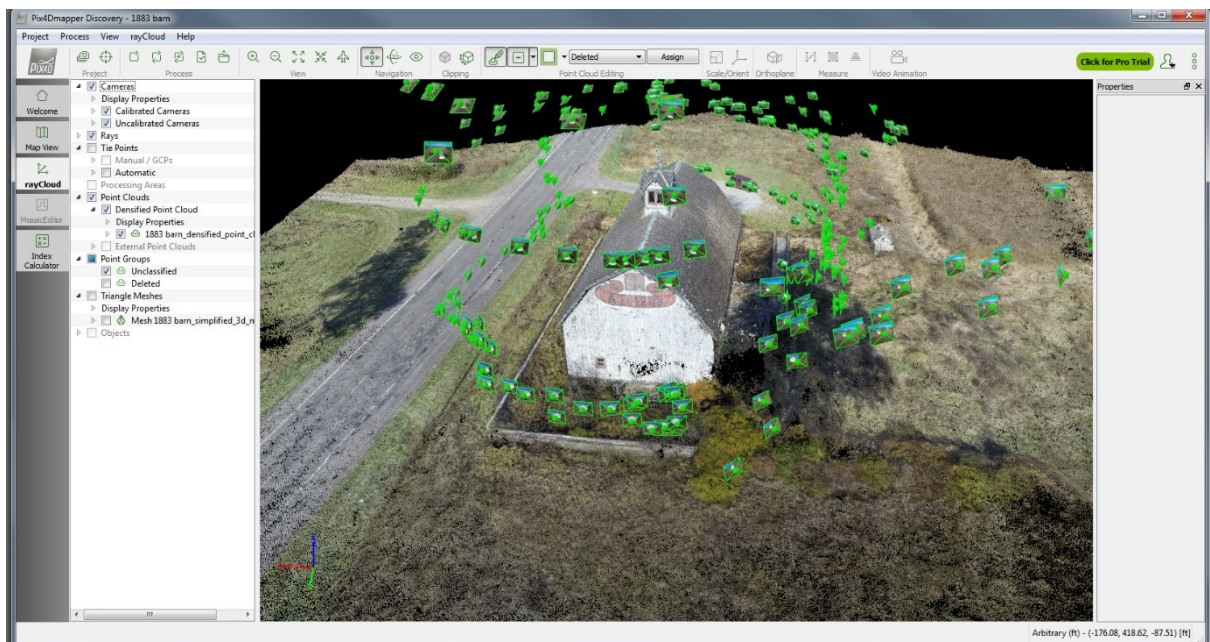 Pix4Dmapper Discovery - 1883 barn
Project Process View rayCloud Help
PIX4D
Project Process View Navigation Clipping Point Cloud Editing Scale/Orient Orthoplane Measure Video Animation
Deleted
Assign
Click for Pro Trial
Welcome
Map View
rayCloud
MosaicEditor
Index
Calculator
Cameras
Display Properties
Calibrated Cameras
Uncalibrated Cameras
Rays
Tie Points
Manual / GCPs
Automatic
Processing Areas
Point Clouds
Densified Point Cloud
Display Properties
1883 barn_densified_point_cl
External Point Clouds
Point Groups
Unclassified
Deleted
Triangle Meshes
Display Properties
Mesh 1883 barn_simplified_3d_m
Objects
Properties
Arbitrary (ft) - (-176.08, 418.62, -87.51) [ft]